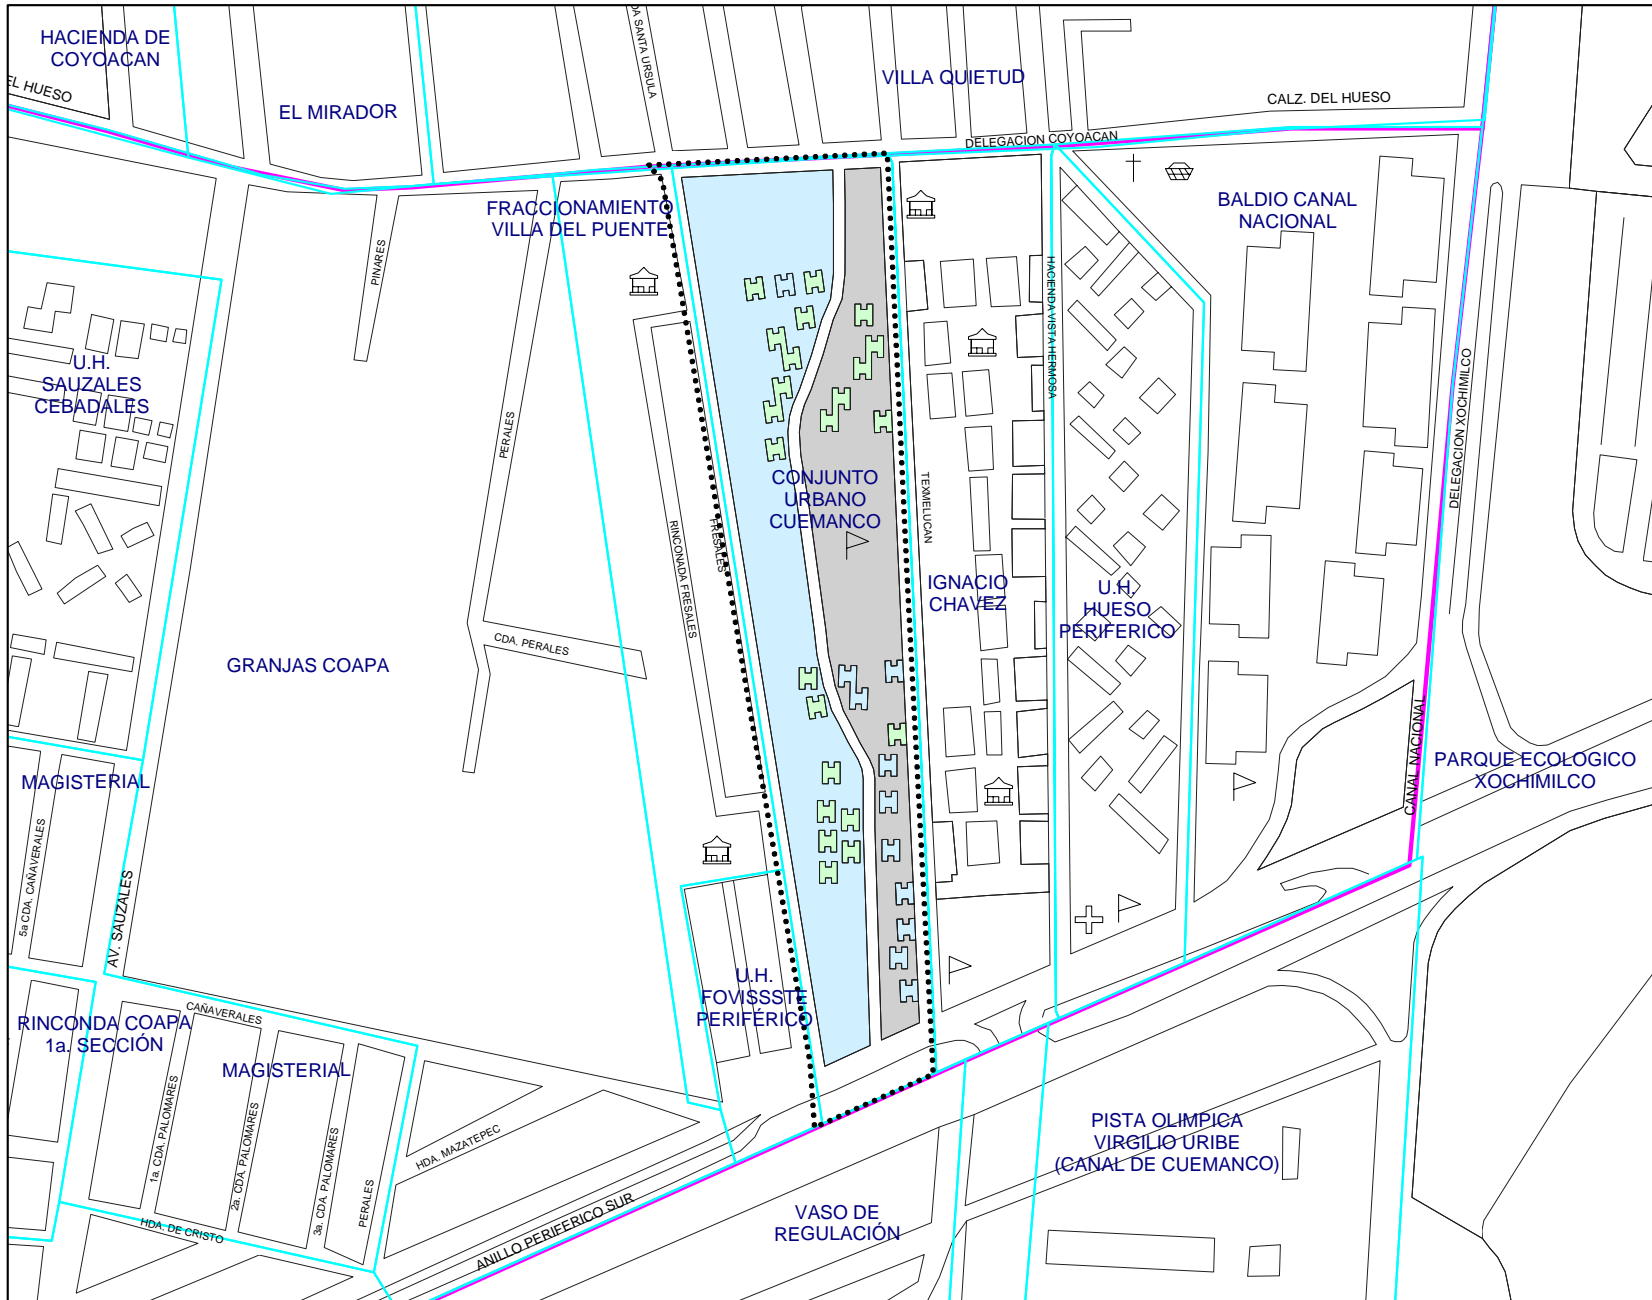 HACIENDA DE
COYOACAN
EL HUESO
EL MIRADOR
DA SANTA URSULA
VILLA QUIETUD
CALZ. DEL HUESO
DELEGACION COYOACAN
FRACCIONAMIENTO
VILLA DEL PUENTE
BALDIO CANAL
NACIONAL
PINARES
HACIENDA VISTA HERMOSA
U.H.
SAUZALES
CEBADALES
PERALES
DELEGACION XOCHIMILCO
CONJUNTO
URBANO
CUEMANCO
TEXMELUCAN
RINCONADA FRESALES
FRESALES
IGNACIO
CHAVEZ
U.H.
HUESO
PERIFERICO
GRANJAS COAPA
CDA. PERALES
MAGISTERIAL
CANAL NACIONAL
PARQUE ECOLOGICO
XOCHIMILCO
5a CDA. CAÑAVERALES
AV. SAUZALES
U.H.
FOVISSSTE
PERIFÉRICO
CAÑAVERALES
RINCONDA COAPA
1a. SECCIÓN
MAGISTERIAL
1a. CDA. PALOMARES
2a. CDA. PALOMARES
3a. CDA. PALOMARES
PERALES
HDA. MAZATEPEC
HDA. DE CRISTO
ANILLO PERIFERICO SUR
VASO DE
REGULACIÓN
PISTA OLIMPICA
VIRGILIO URIBE
(CANAL DE CUEMANCO)